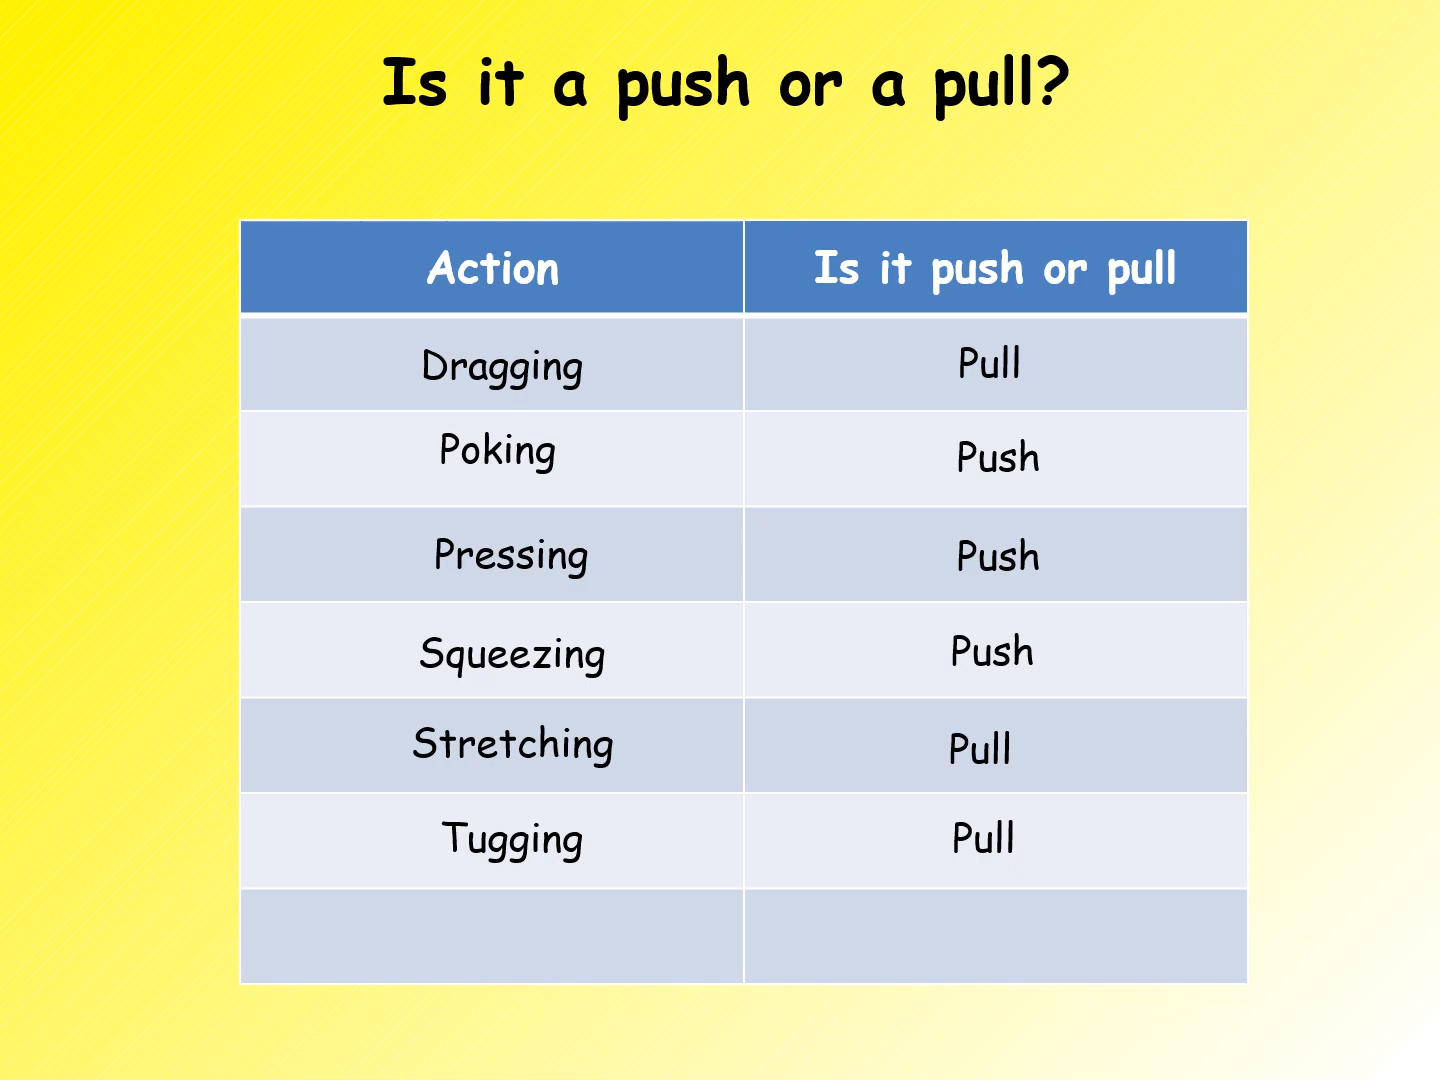 Is it a push or a pull?
Action Is it push or pull
Dragging Pull
Poking Push
Pressing Push
Squeezing Push
Stretching Pull
Tugging Pull